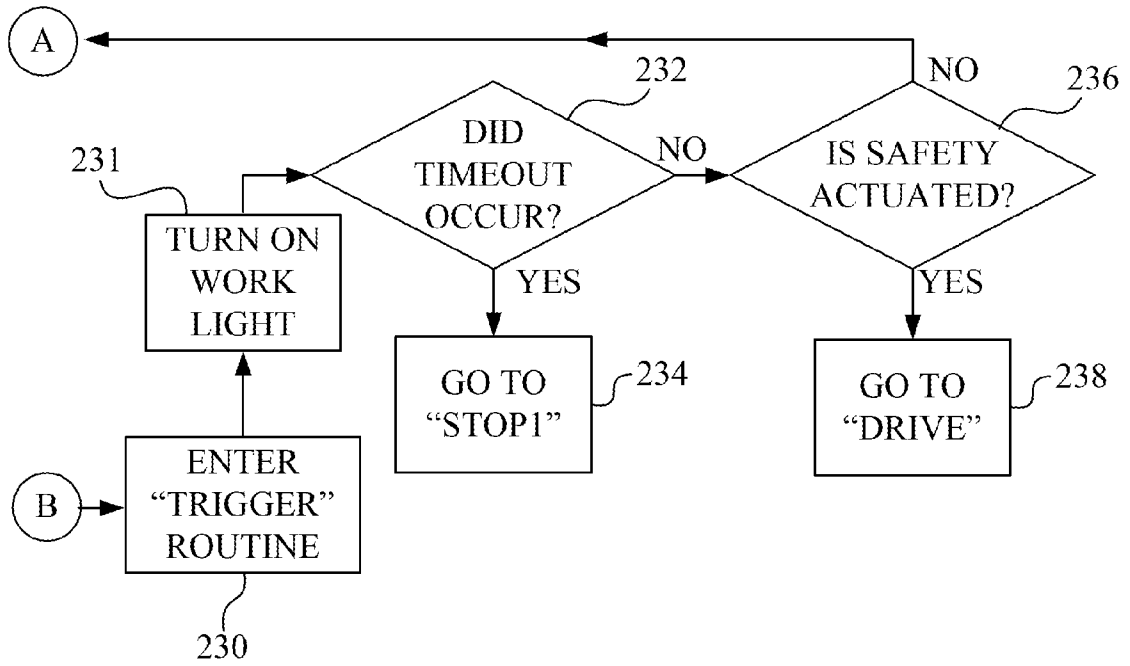 A
NO
236
232
DID
TIMEOUT
OCCUR?
NO
IS SAFETY
ACTUATED?
231
TURN ON
WORK
LIGHT
YES
YES
GO TO
“STOP1”
234
GO TO
“DRIVE”
238
B
ENTER
“TRIGGER”
ROUTINE
230